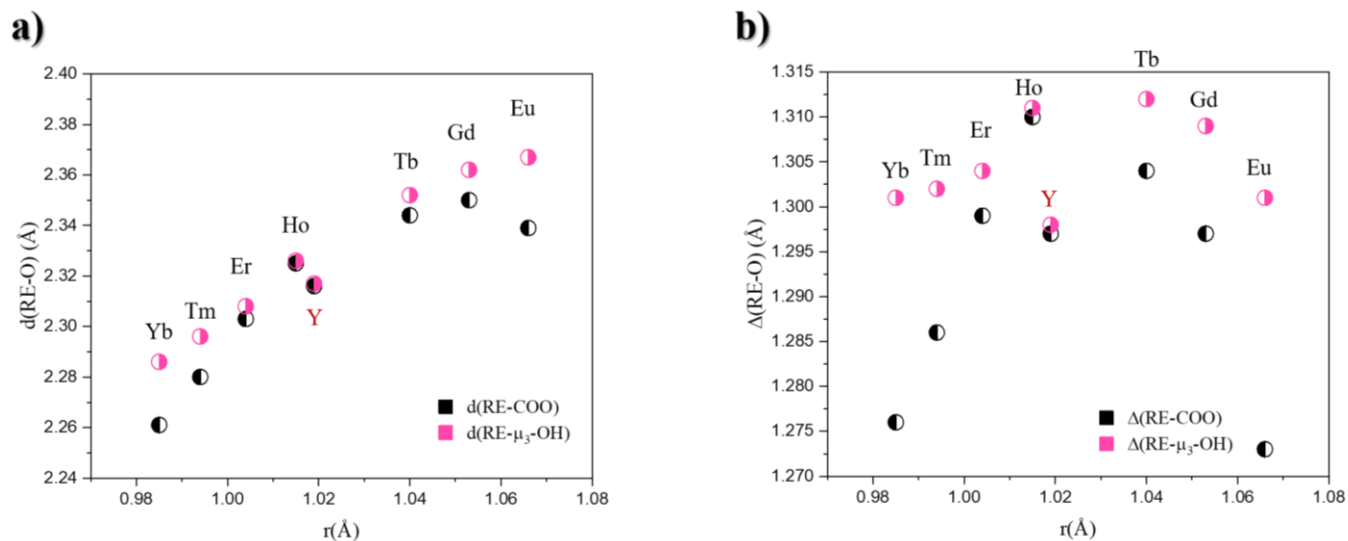 a)
2.40
2.38
2.36
2.34
2.32
2.30
2.28
2.26
2.24
d(RE-O) (Å)
Yb
Tm
Er
Ho
Y
Tb
Gd
Eu
d(RE-COO)
d(RE-µ₃-OH)
0.98 1.00 1.02 1.04 1.06 1.08
r(Å)
b)
1.315
1.310
1.305
1.300
1.295
1.290
1.285
1.280
1.275
1.270
Δ(RE-O) (Å)
Yb
Tm
Er
Ho
Y
Tb
Gd
Eu
Δ(RE-COO)
Δ(RE-µ₃-OH)
0.98 1.00 1.02 1.04 1.06 1.08
r(Å)